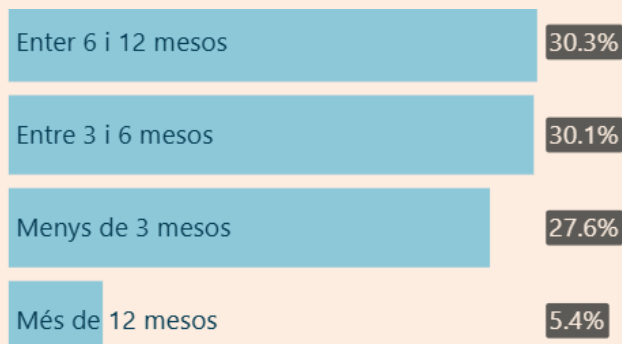 Enter 6 i 12 mesos 30.3%
Entre 3 i 6 mesos 30.1%
Menys de 3 mesos 27.6%
Més de 12 mesos 5.4%